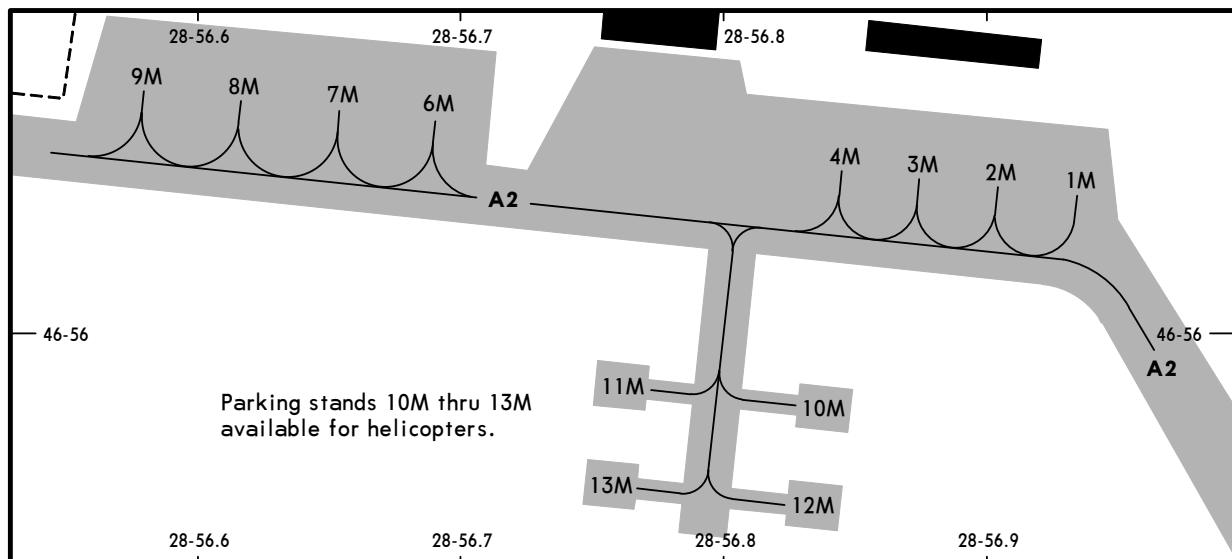 28-56.6
28-56.7
28-56.8
9M
8M
7M
6M
4M
3M
2M
1M
A2
46-56
46-56
A2
11M
10M
Parking stands 10M thru 13M
available for helicopters.
13M
12M
28-56.6
28-56.7
28-56.8
28-56.9